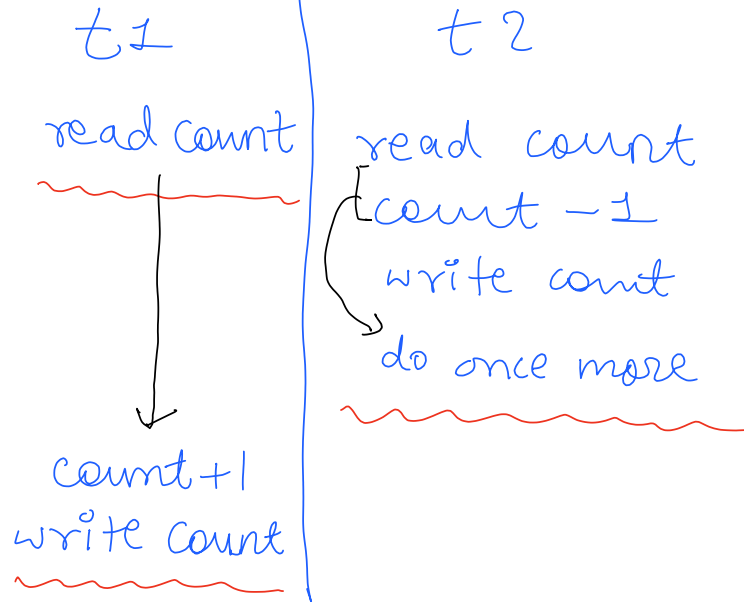 t1
read count
count+1
write count
t2
read count
count -1
write count
do once more